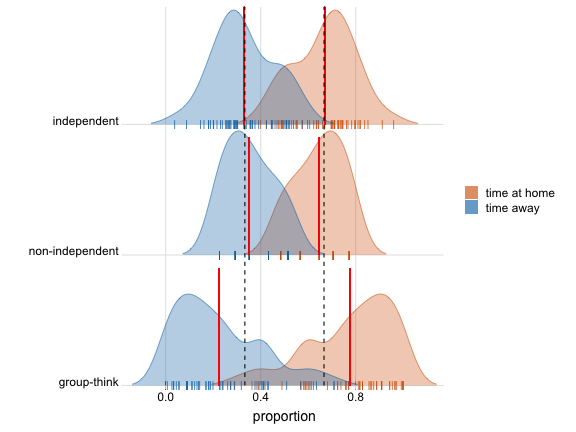 independent
non-independent
group-think
0.0 0.4 0.8
proportion
time at home
time away